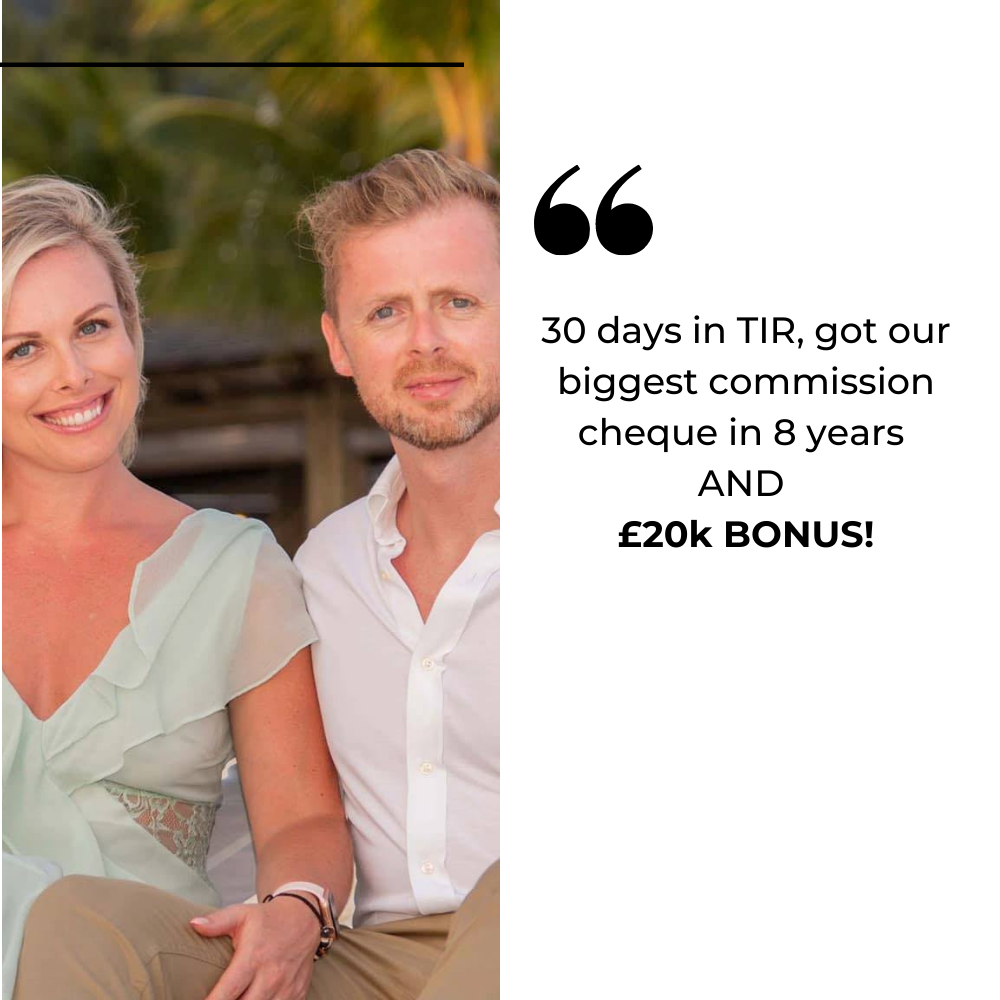 “
30 days in TIR, got our
biggest commission
cheque in 8 years
AND
£20k BONUS!